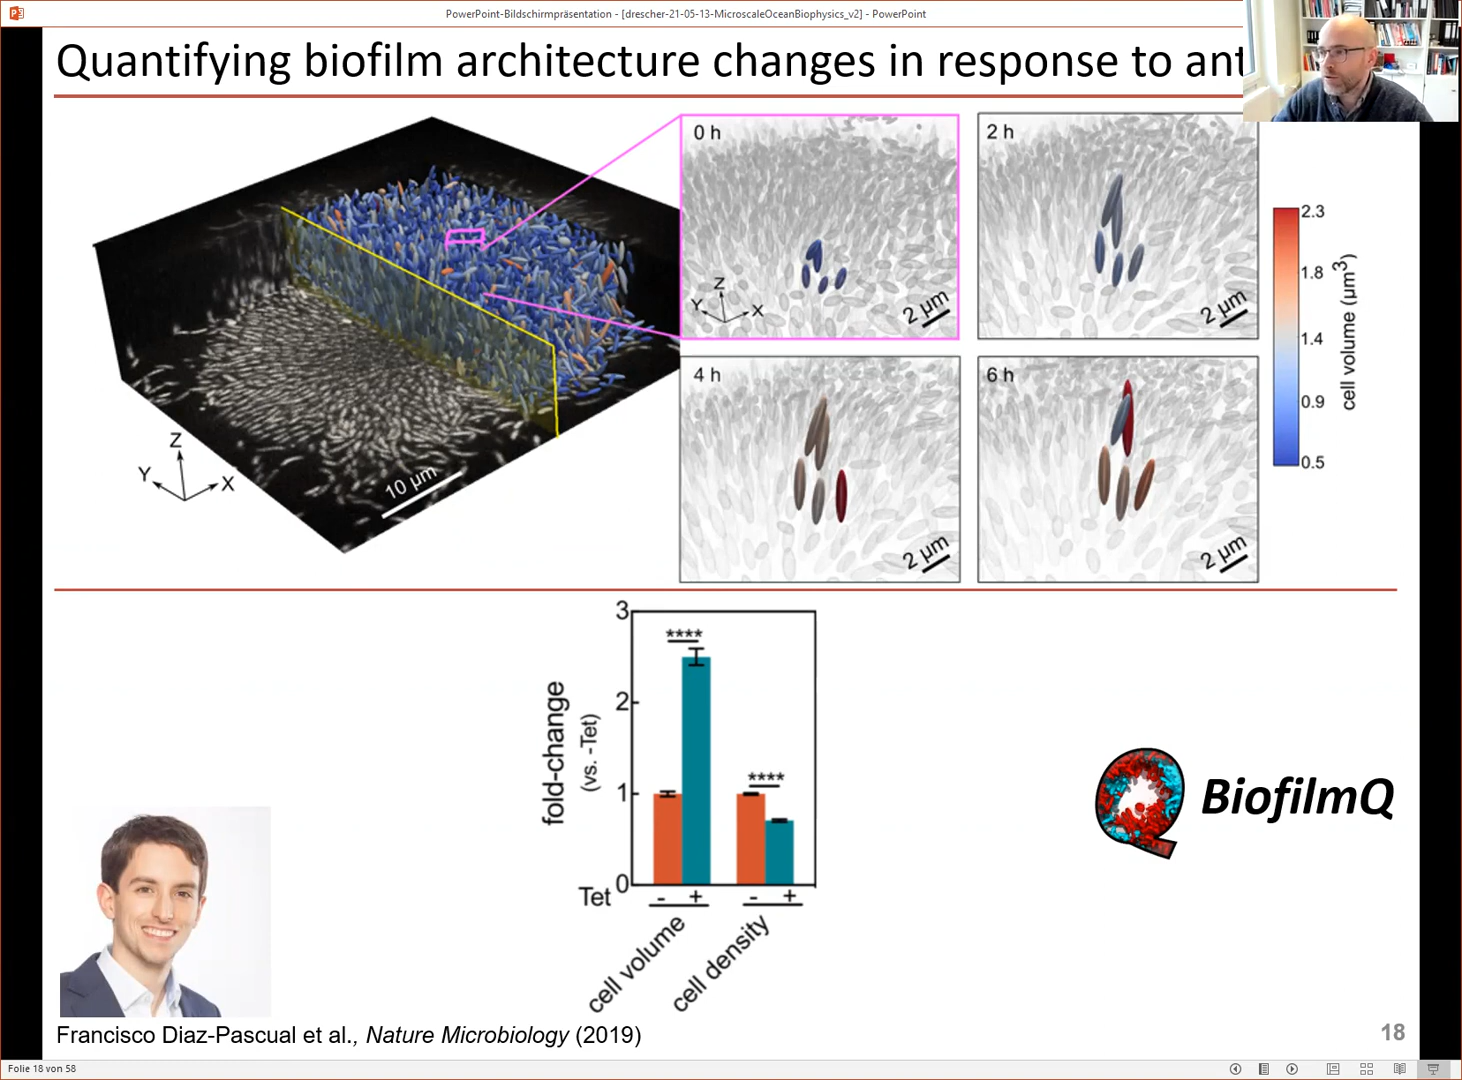 PowerPoint-Bildschirmpräsentation - [drescher-21-05-13-MicroscaleOceanBiophysics_v2] - PowerPoint
Quantifying biofilm architecture changes in response to ant
0 h
2 h
4 h
6 h
Z
Y
X
2 µm
2 µm
2 µm
2 µm
Z
Y
X
10 µm
2.3
1.8
1.4
0.9
0.5
cell volume (µm³)
3
2
1
0
fold-change
(vs. -Tet)
****
****
Tet - + - +
cell volume
cell density
BiofilmQ
Francisco Diaz-Pascual et al., Nature Microbiology (2019)
18
Folie 18 von 58